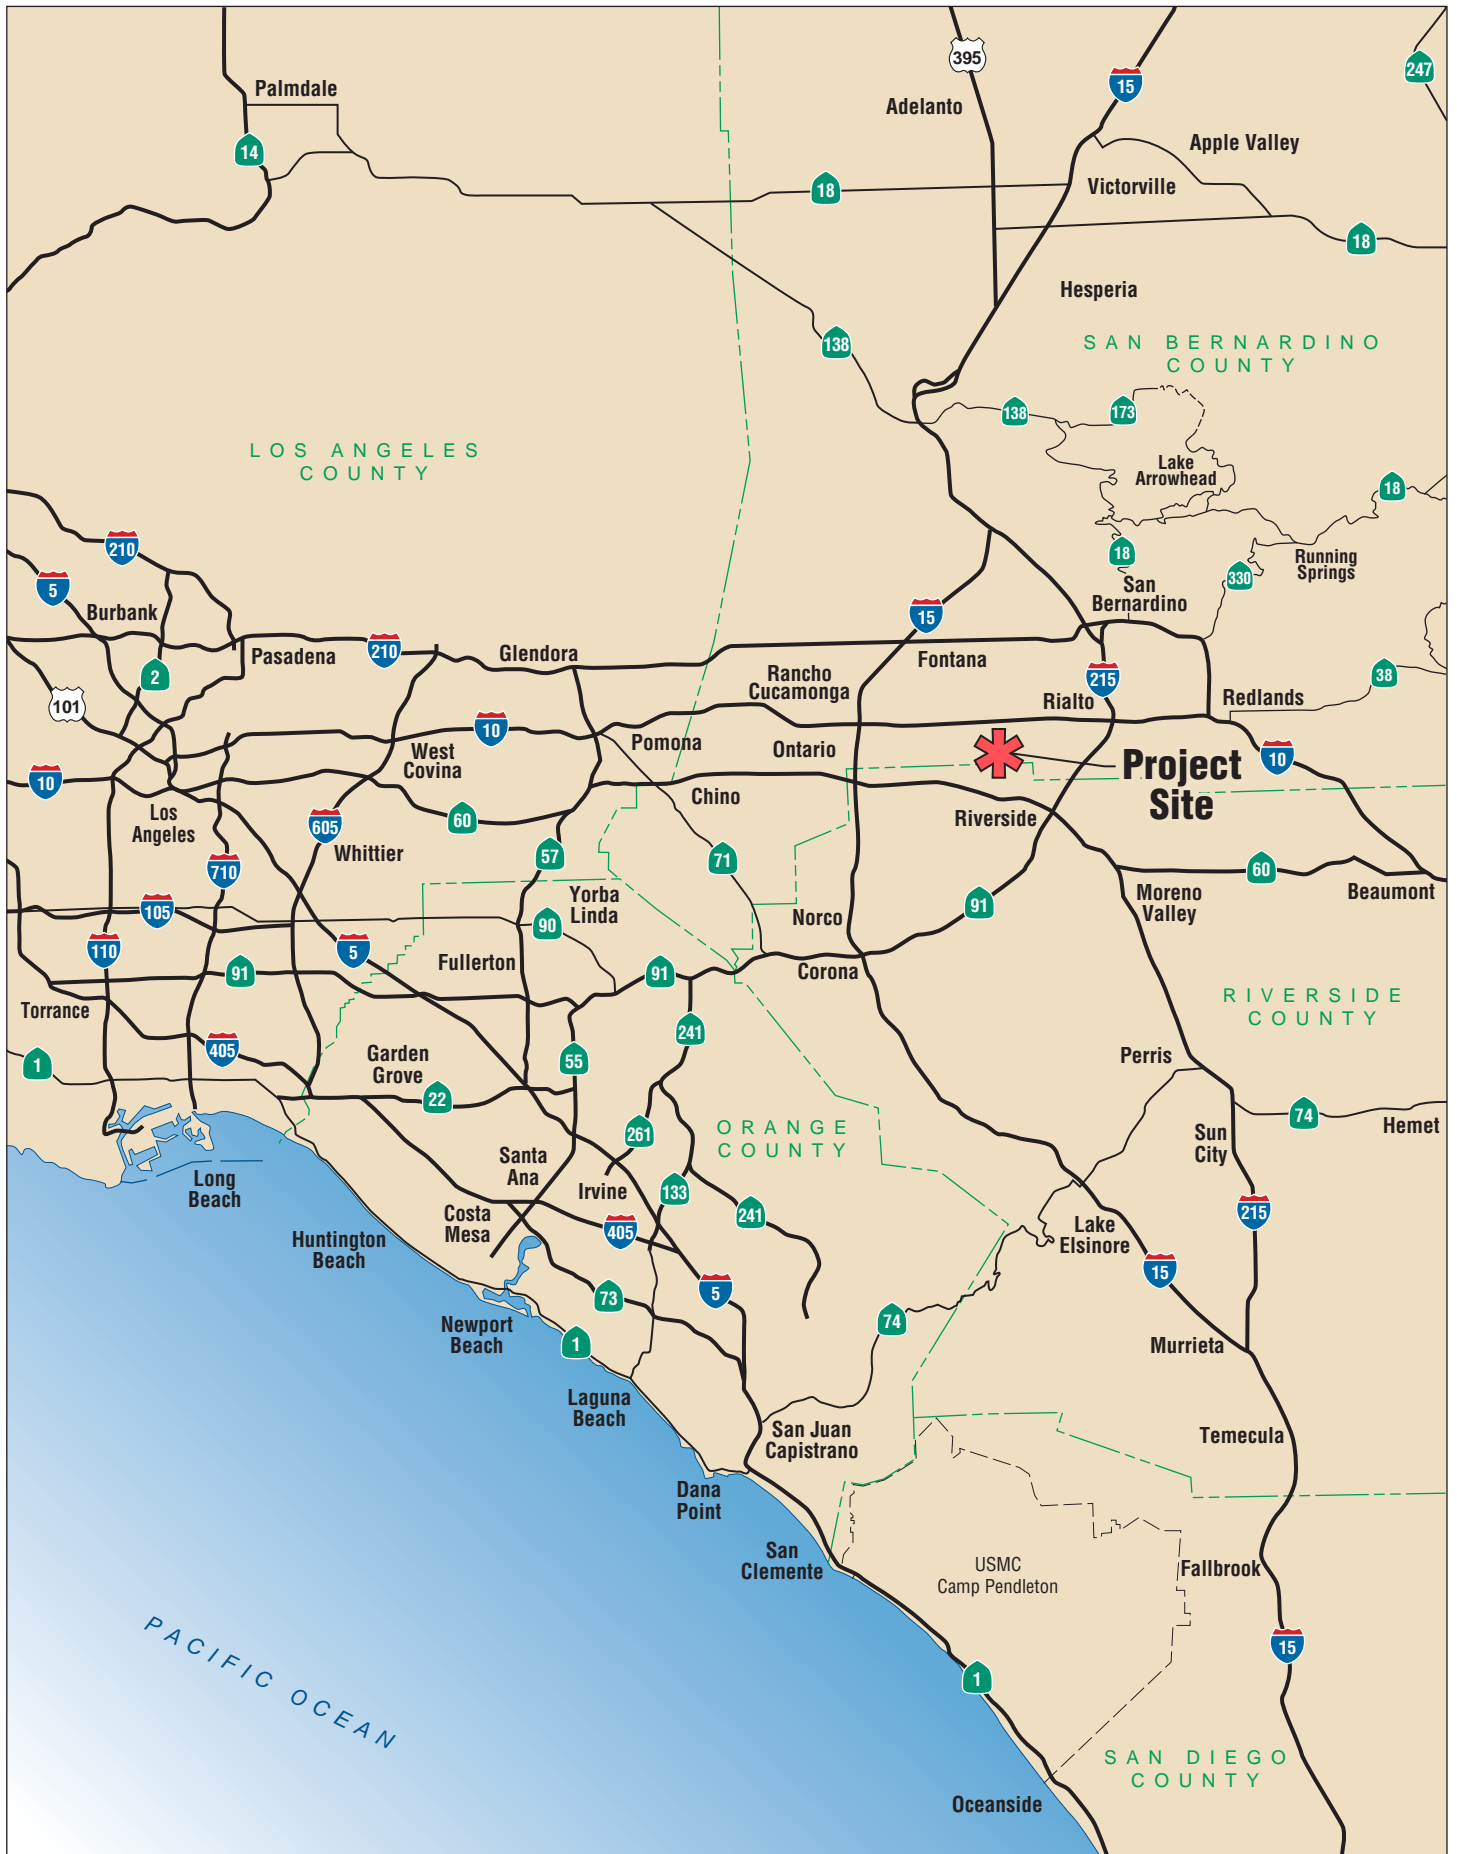 395
15
247
Palmdale
Adelanto
14
Apple Valley
18
Victorville
18
Hesperia
138
SAN BERNARDINO
COUNTY
138
173
LOS ANGELES
COUNTY
Lake
Arrowhead
18
210
18
Running
Springs
5
330
San
Bernardino
Burbank
15
210
Glendora
Pasadena
Fontana
2
Rancho
Cucamonga
215
38
101
Rialto
Redlands
10
Pomona
Ontario
West
Covina
10
Project
Site
10
Chino
Los
Angeles
605
60
Riverside
Whittier
57
71
710
60
Moreno
Valley
Beaumont
Yorba
Linda
105
90
Norco
91
110
5
Fullerton
91
91
Corona
RIVERSIDE
COUNTY
Torrance
241
405
Garden
Grove
55
Perris
1
22
74
Hemet
261
ORANGE
COUNTY
Sun
City
Long
Beach
Santa
Ana
Irvine
133
241
215
Costa
Mesa
405
Lake
Elsinore
Huntington
Beach
15
73
5
74
Newport
Beach
1
Murrieta
Laguna
Beach
San Juan
Capistrano
Temecula
Dana
Point
San
Clemente
USMC
Camp Pendleton
Fallbrook
PACIFIC OCEAN
15
1
SAN DIEGO
COUNTY
Oceanside